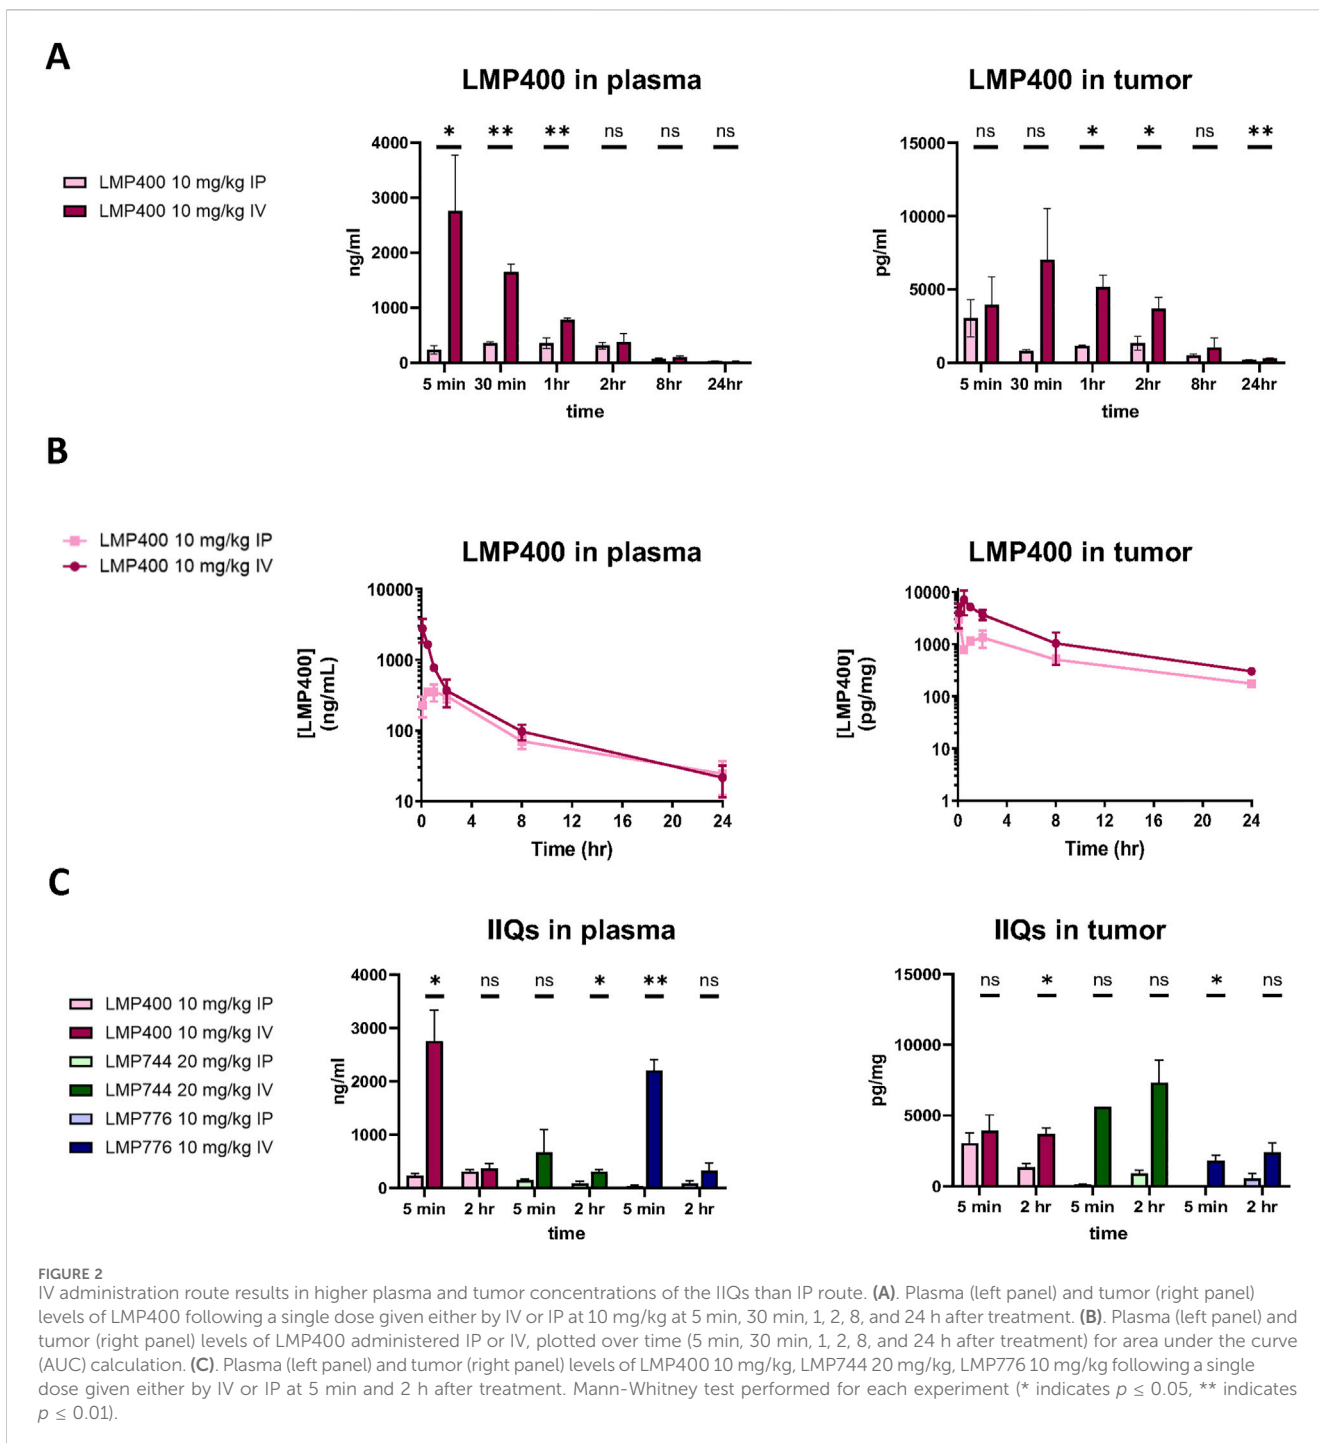 A
LMP400 in plasma
LMP400 in tumor
LMP400 10 mg/kg IP
LMP400 10 mg/kg IV
* ** ** ns ns ns
4000
3000
2000
1000
0
ng/ml
5 min 30 min 1hr 2hr 8hr 24hr
time
ns ns * * ns **
15000
10000
5000
0
pg/ml
5 min 30 min 1hr 2hr 8hr 24hr
time
B
LMP400 10 mg/kg IP
LMP400 10 mg/kg IV
LMP400 in plasma
LMP400 in tumor
10000
1000
100
10
[LMP400]
(ng/mL)
0 4 8 12 16 20 24
Time (hr)
10000
1000
100
10
1
[LMP400]
(pg/mg)
0 4 8 12 16 20 24
Time (hr)
C
IIQs in plasma
IIQs in tumor
LMP400 10 mg/kg IP
LMP400 10 mg/kg IV
LMP744 20 mg/kg IP
LMP744 20 mg/kg IV
LMP776 10 mg/kg IP
LMP776 10 mg/kg IV
* ns ns * ** ns
4000
3000
2000
1000
0
ng/ml
5 min 2 hr 5 min 2 hr 5 min 2 hr
time
ns * ns ns * ns
15000
10000
5000
0
pg/mg
5 min 2 hr 5 min 2 hr 5 min 2 hr
time
FIGURE 2
IV administration route results in higher plasma and tumor concentrations of the IIQs than IP route. (A). Plasma (left panel) and tumor (right panel)
levels of LMP400 following a single dose given either by IV or IP at 10 mg/kg at 5 min, 30 min, 1, 2, 8, and 24 h after treatment. (B). Plasma (left panel) and
tumor (right panel) levels of LMP400 administered IP or IV, plotted over time (5 min, 30 min, 1, 2, 8, and 24 h after treatment) for area under the curve
(AUC) calculation. (C). Plasma (left panel) and tumor (right panel) levels of LMP400 10 mg/kg, LMP744 20 mg/kg, LMP776 10 mg/kg following a single
dose given either by IV or IP at 5 min and 2 h after treatment. Mann-Whitney test performed for each experiment (* indicates p ≤ 0.05, ** indicates
p ≤ 0.01).